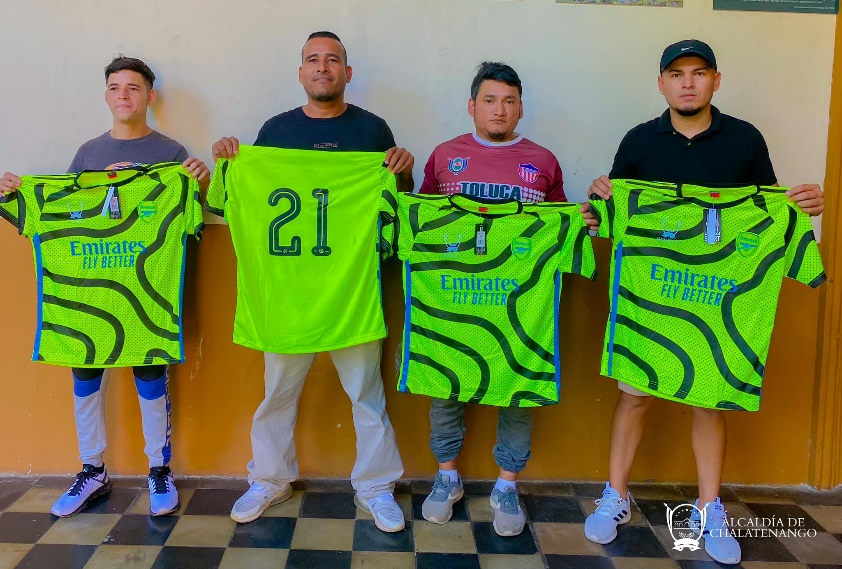 Emirates
FLY BETTER
21
TOLUCA
Emirates
FLY BETTER
Emirates
FLY BETTER
ALCALDÍA DE
CHALATENANGO